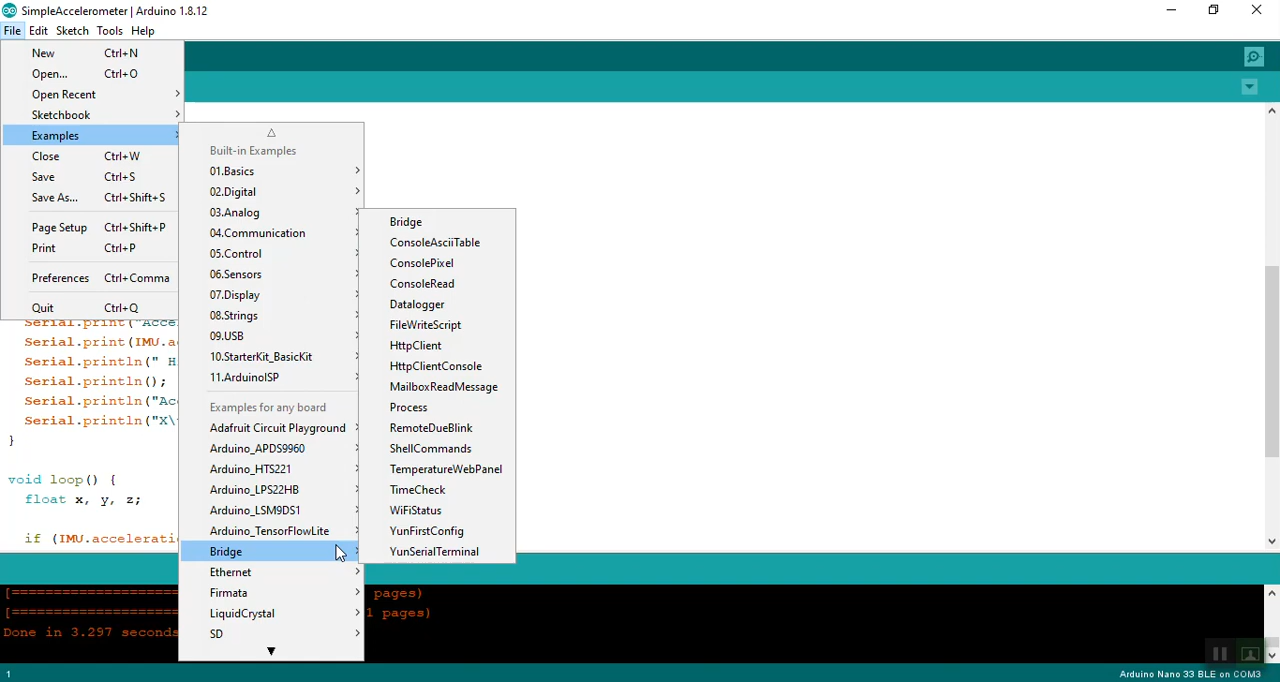 SimpleAccelerometer | Arduino 1.8.12
File Edit Sketch Tools Help
New Ctrl+N
Open... Ctrl+O
Open Recent
Sketchbook
Examples
Close Ctrl+W
Save Ctrl+S
Save As... Ctrl+Shift+S
Page Setup Ctrl+Shift+P
Print Ctrl+P
Preferences Ctrl+Comma
Quit Ctrl+Q
Built-in Examples
01.Basics
02.Digital
03.Analog
04.Communication
05.Control
06.Sensors
07.Display
08.Strings
09.USB
10.StarterKit_BasicKit
11.ArduinoISP
Examples for any board
Adafruit Circuit Playground
Arduino_APDS9960
Arduino_HTS221
Arduino_LPS22HB
Arduino_LSM9DS1
Arduino_TensorFlowLite
Bridge
Ethernet
Firmata
LiquidCrystal
SD
Bridge
ConsoleAsciiTable
ConsolePixel
ConsoleRead
Datalogger
FileWriteScript
HttpClient
HttpClientConsole
MailboxReadMessage
Process
RemoteDueBlink
ShellCommands
TemperatureWebPanel
TimeCheck
WiFiStatus
YunFirstConfig
YunSerialTerminal
Serial.print("Acce
Serial.print(IMU.a
Serial.println(" H
Serial.println();
Serial.println("Ac
Serial.println("X\
}
void loop() {
float x, y, z;
if (IMU.accelerati
[===================== pages)
[===================== 1 pages)
Done in 3.297 seconds
1 Arduino Nano 33 BLE on COM3